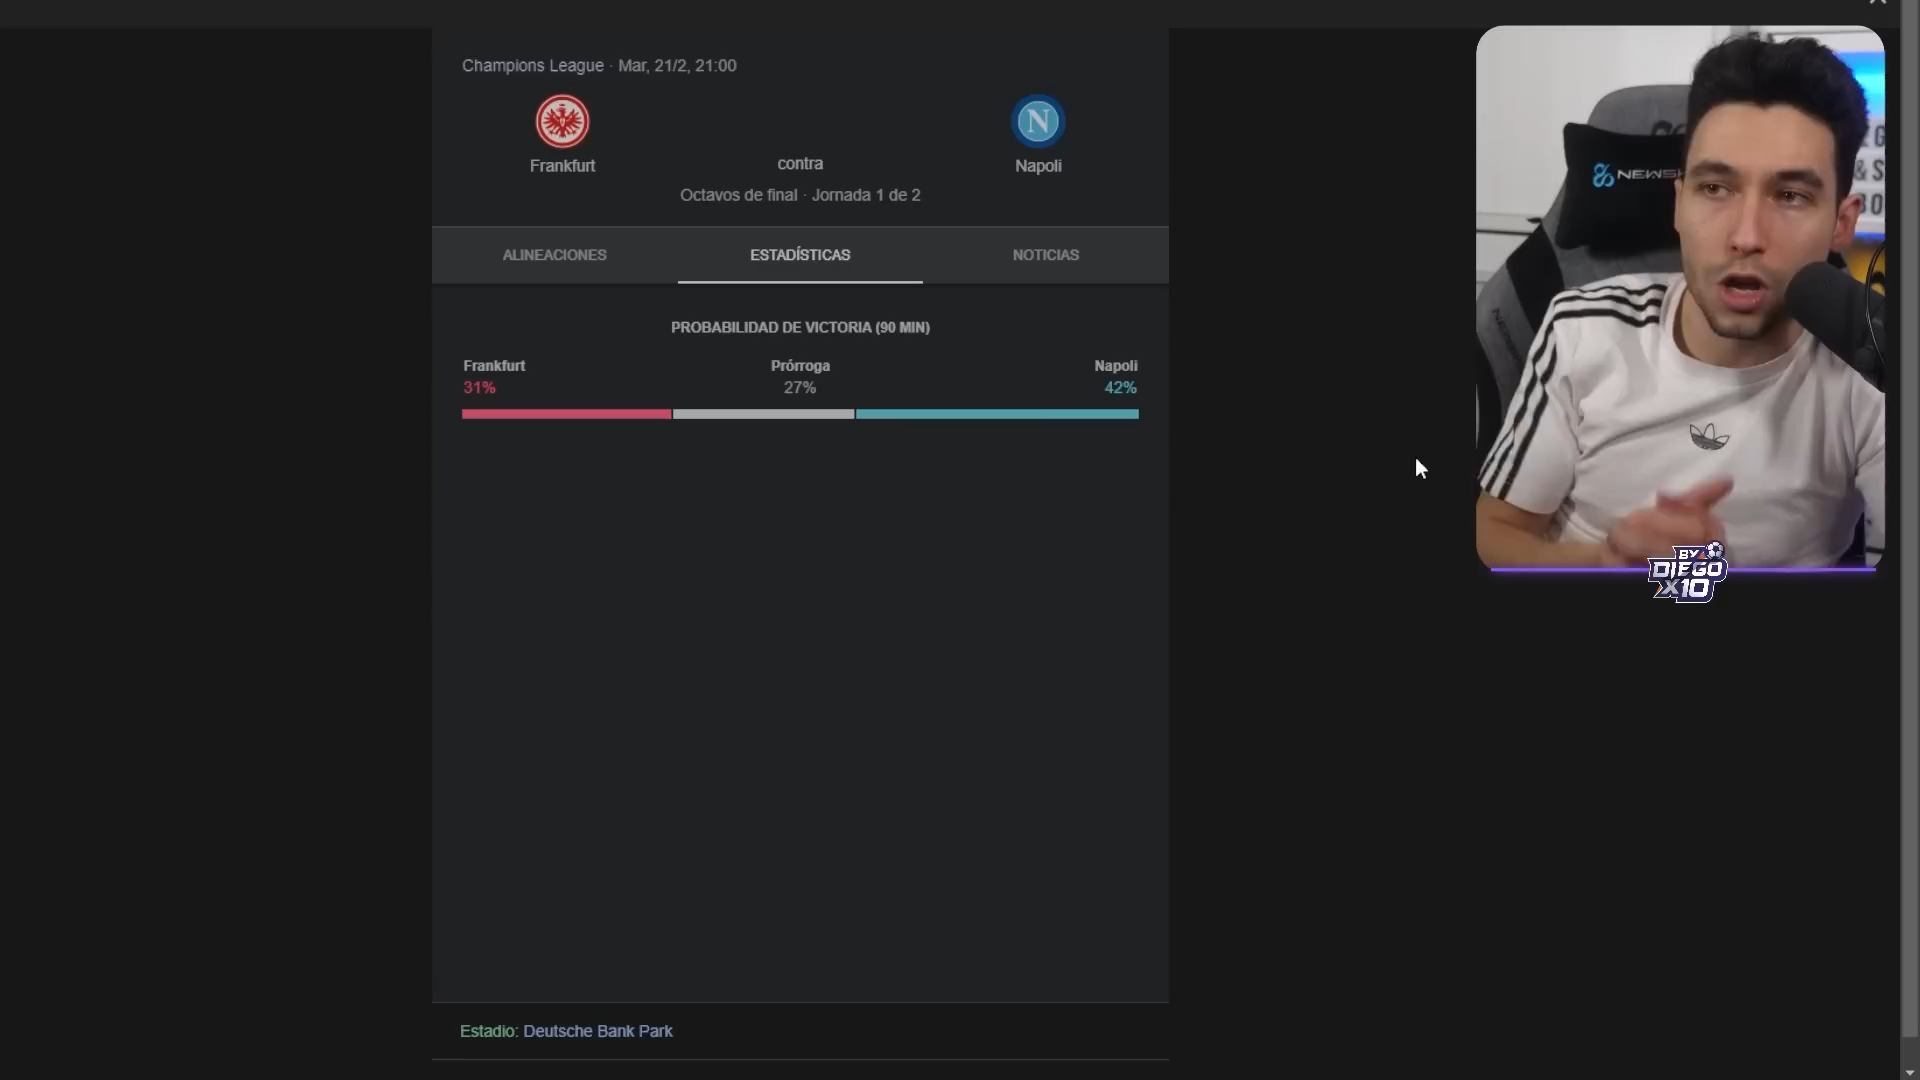 Champions League · Mar, 21/2, 21:00
N
Frankfurt
contra
Napoli
Octavos de final · Jornada 1 de 2
ALINEACIONES
ESTADÍSTICAS
NOTICIAS
PROBABILIDAD DE VICTORIA (90 MIN)
Frankfurt
Prórroga
Napoli
31%
27%
42%
Estadio: Deutsche Bank Park
NEWS
BY
DIEGO
X10